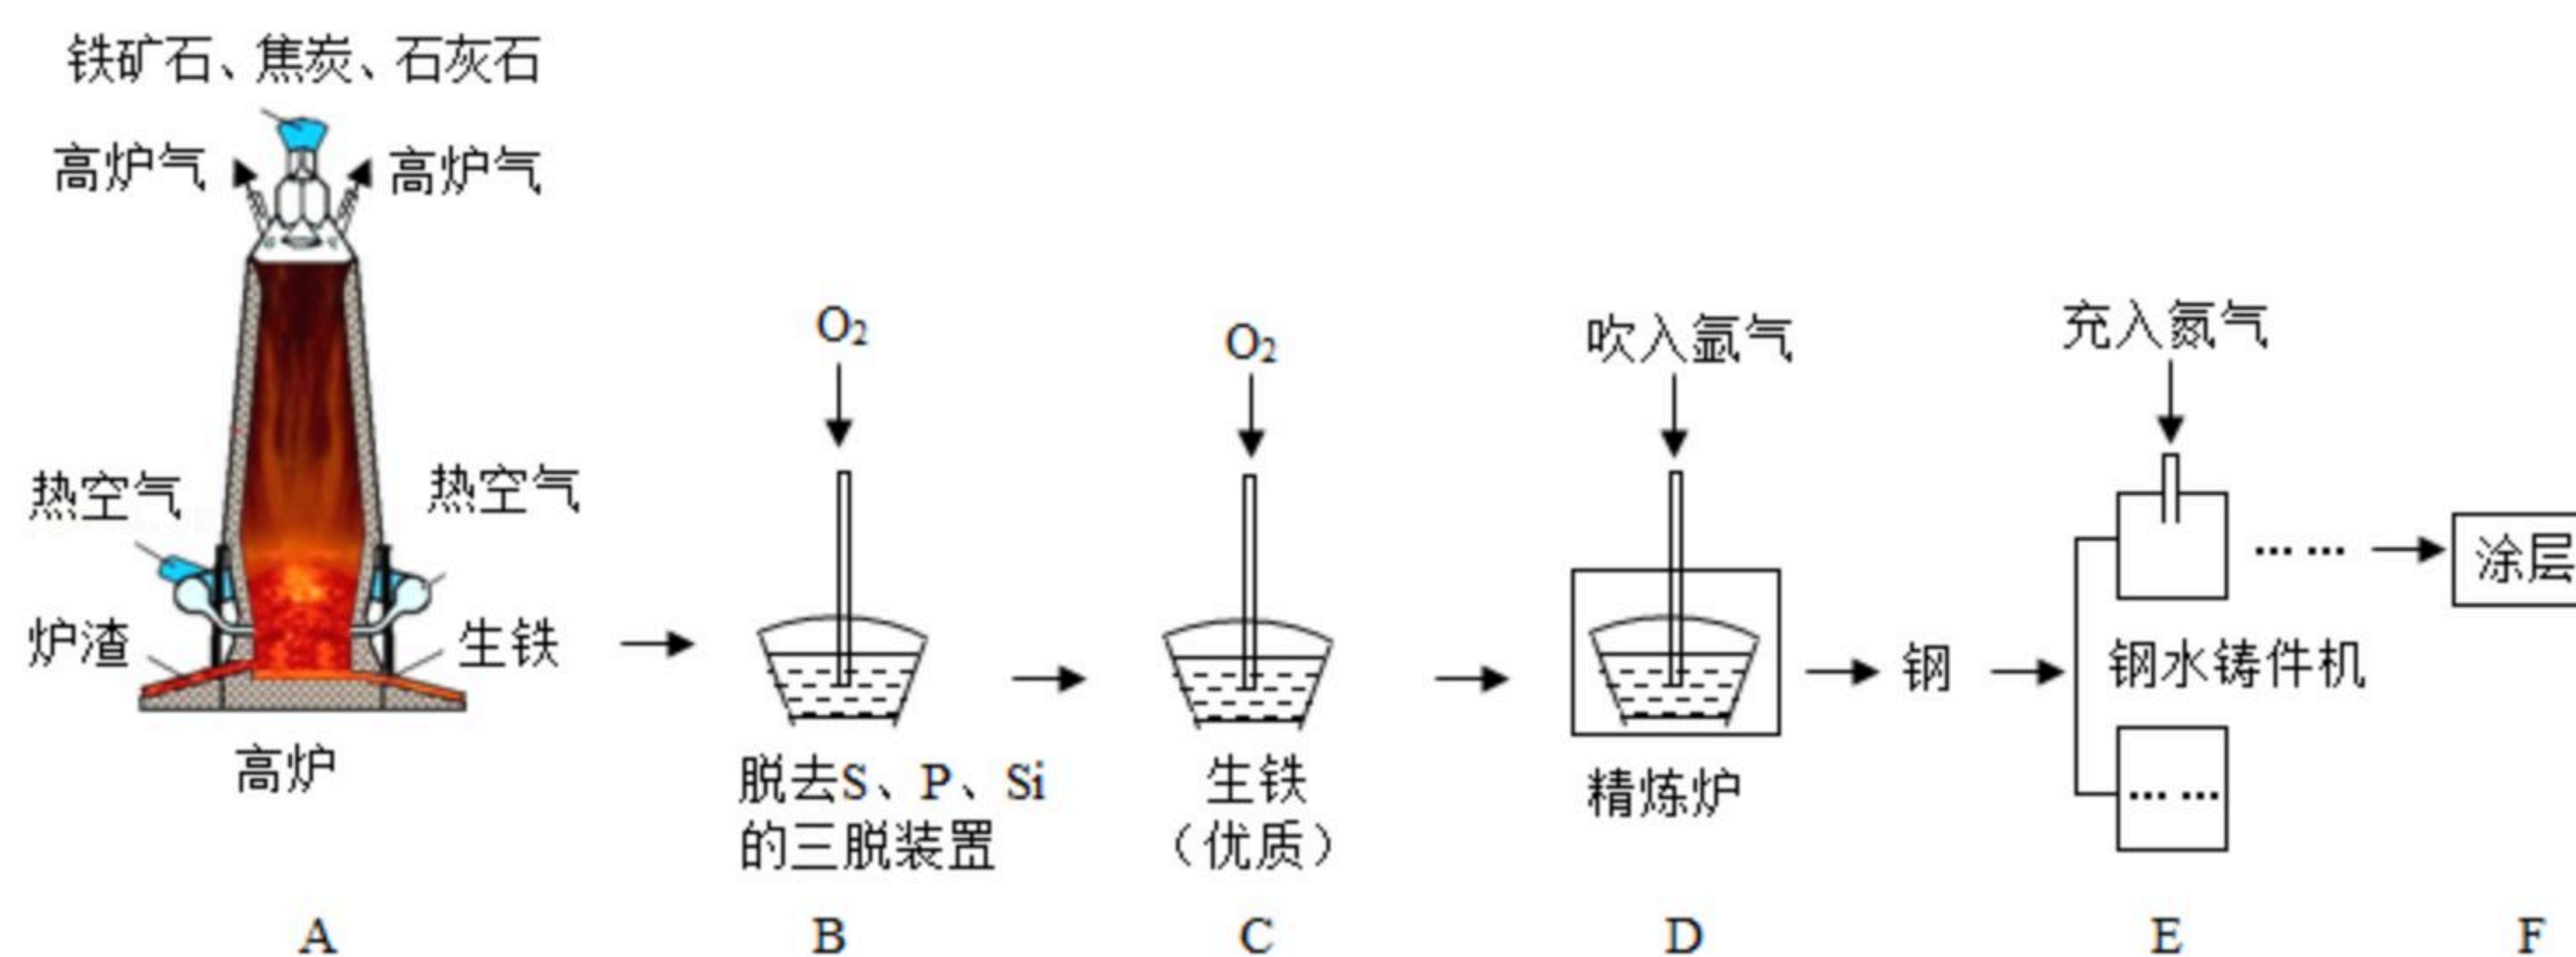 铁矿石、焦炭、石灰石
高炉气
高炉气
热空气
热空气
炉渣
生铁
高炉
A
O₂
脱去S、P、Si
的三脱装置
B
O₂
生铁
（优质）
C
吹入氩气
精炼炉
D
钢
充入氮气
…… 
钢水铸件机
……
E
涂层
F